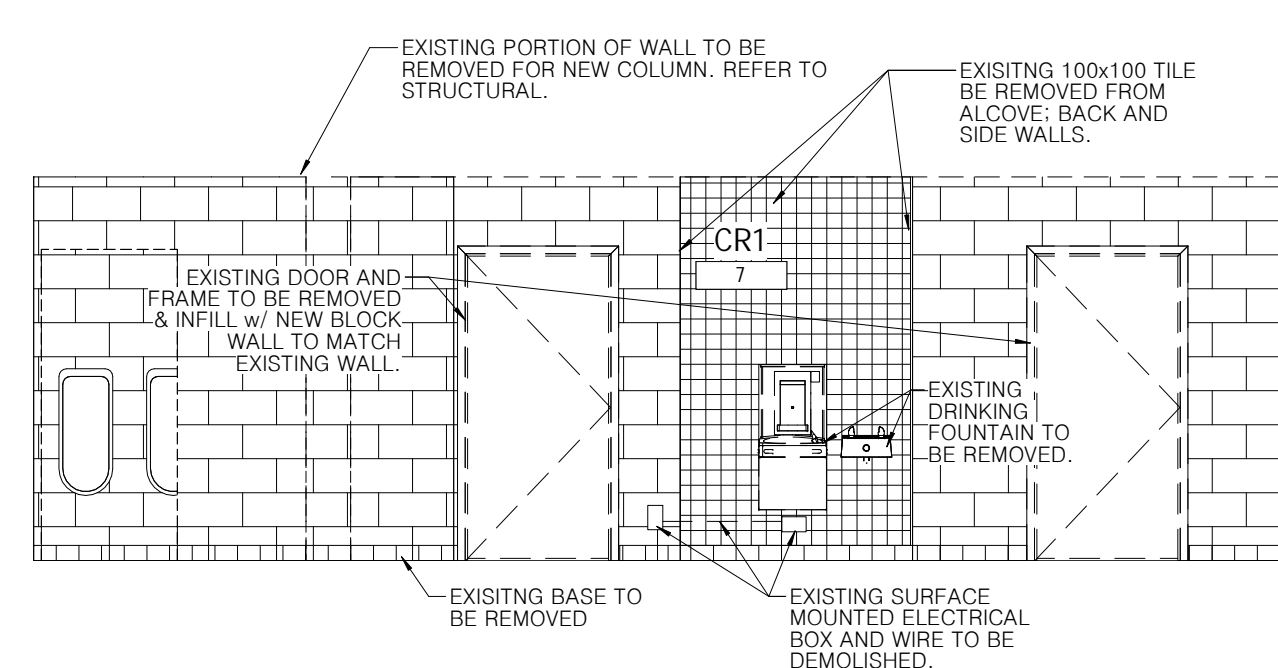 EXISTING PORTION OF WALL TO BE
REMOVED FOR NEW COLUMN. REFER TO
STRUCTURAL.
EXISITNG 100x100 TILE
BE REMOVED FROM
ALCOVE; BACK AND
SIDE WALLS.
CR1
7
EXISTING DOOR AND
FRAME TO BE REMOVED
& INFILL w/ NEW BLOCK
WALL TO MATCH
EXISTING WALL.
EXISTING
DRINKING
FOUNTAIN TO
BE REMOVED.
EXISITNG BASE TO
BE REMOVED
EXISTING SURFACE
MOUNTED ELECTRICAL
BOX AND WIRE TO BE
DEMOLISHED.